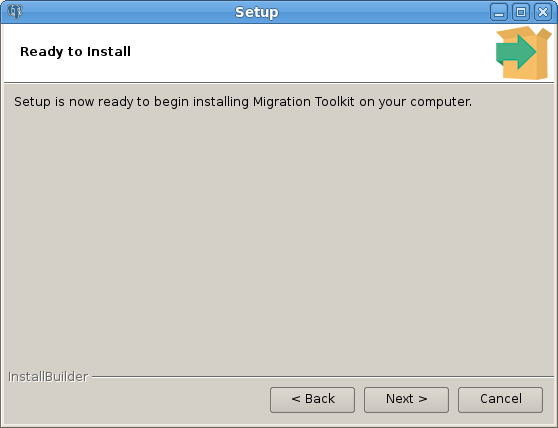 Setup
Ready to Install
Setup is now ready to begin installing Migration Toolkit on your computer.
InstallBuilder
< Back
Next >
Cancel